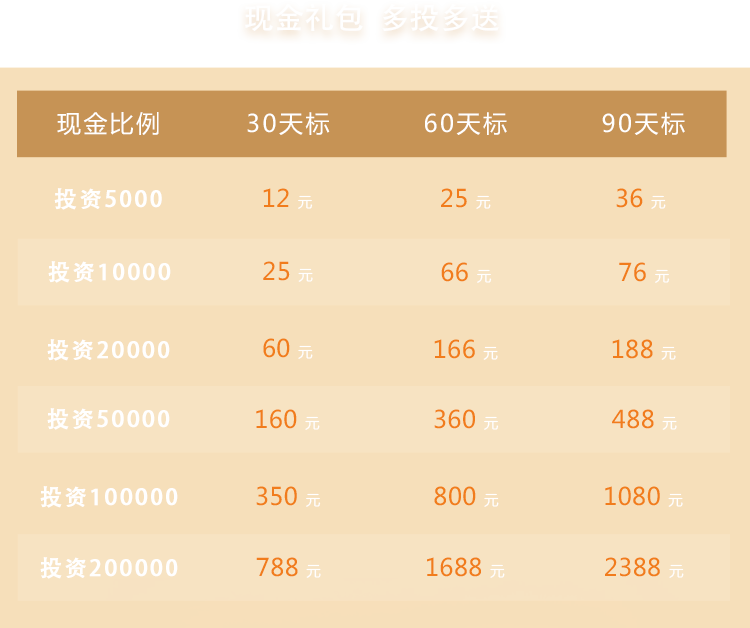 现金礼包 多投多送
现金比例 30天标 60天标 90天标
投资5000 12 元 25 元 36 元
投资10000 25 元 66 元 76 元
投资20000 60 元 166 元 188 元
投资50000 160 元 360 元 488 元
投资100000 350 元 800 元 1080 元
投资200000 788 元 1688 元 2388 元